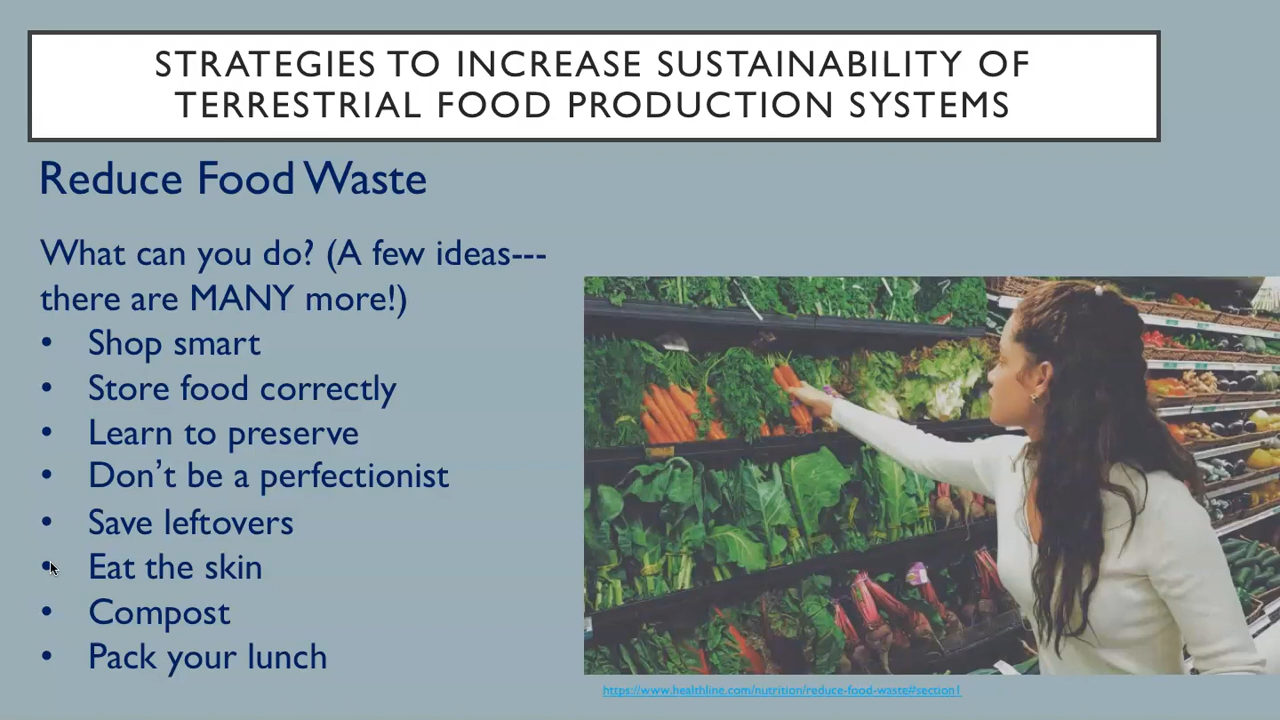 STRATEGIES TO INCREASE SUSTAINABILITY OF
TERRESTRIAL FOOD PRODUCTION SYSTEMS
Reduce Food Waste
What can you do? (A few ideas---
there are MANY more!)
• Shop smart
• Store food correctly
• Learn to preserve
• Don’t be a perfectionist
• Save leftovers
• Eat the skin
• Compost
• Pack your lunch
https://www.healthline.com/nutrition/reduce-food-waste#section1